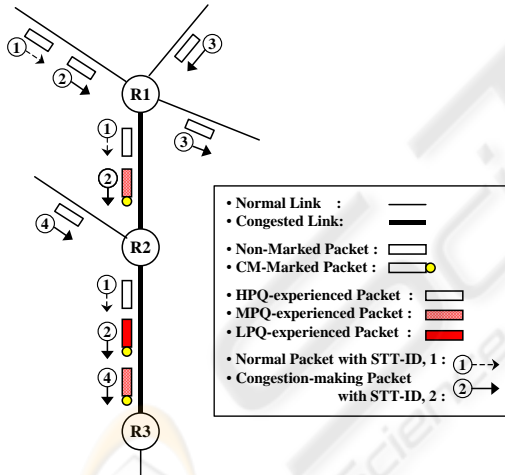 1
2
3
R1
3
1
2
4
R2
1
2
4
R3
• Normal Link :
• Congested Link:
• Non-Marked Packet :
• CM-Marked Packet :
• HPQ-experienced Packet :
• MPQ-experienced Packet :
• LPQ-experienced Packet :
• Normal Packet with STT-ID, 1 : 1
• Congestion-making Packet
with STT-ID, 2 : 2
Science